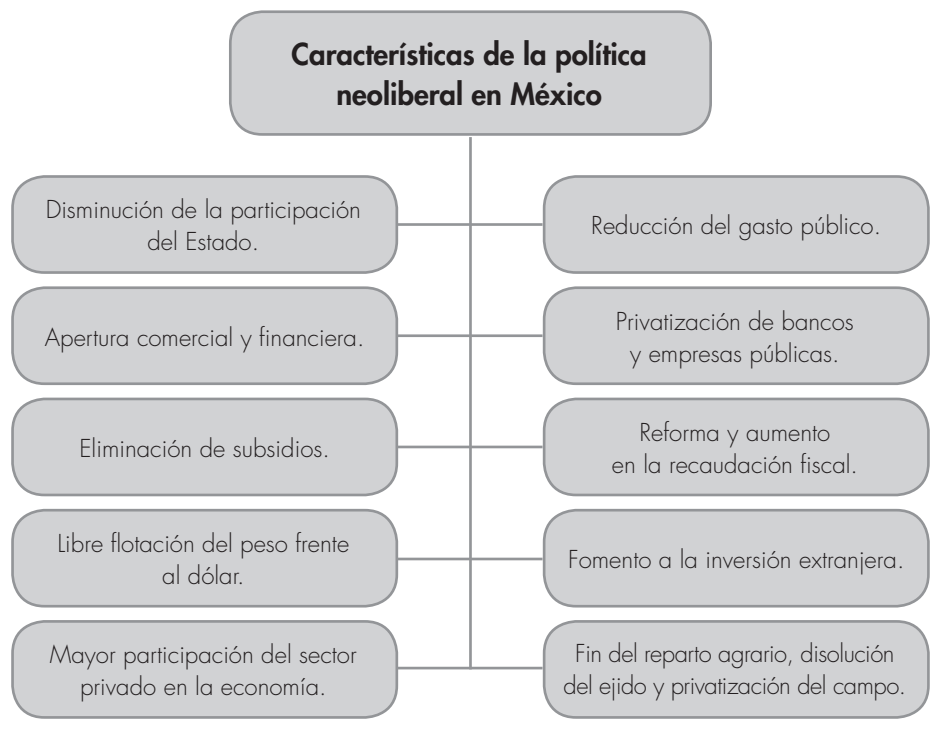 Características de la política
neoliberal en México
Disminución de la participación
del Estado.
Reducción del gasto público.
Apertura comercial y financiera.
Privatización de bancos
y empresas públicas.
Eliminación de subsidios.
Reforma y aumento
en la recaudación fiscal.
Libre flotación del peso frente
al dólar.
Fomento a la inversión extranjera.
Mayor participación del sector
privado en la economía.
Fin del reparto agrario, disolución
del ejido y privatización del campo.